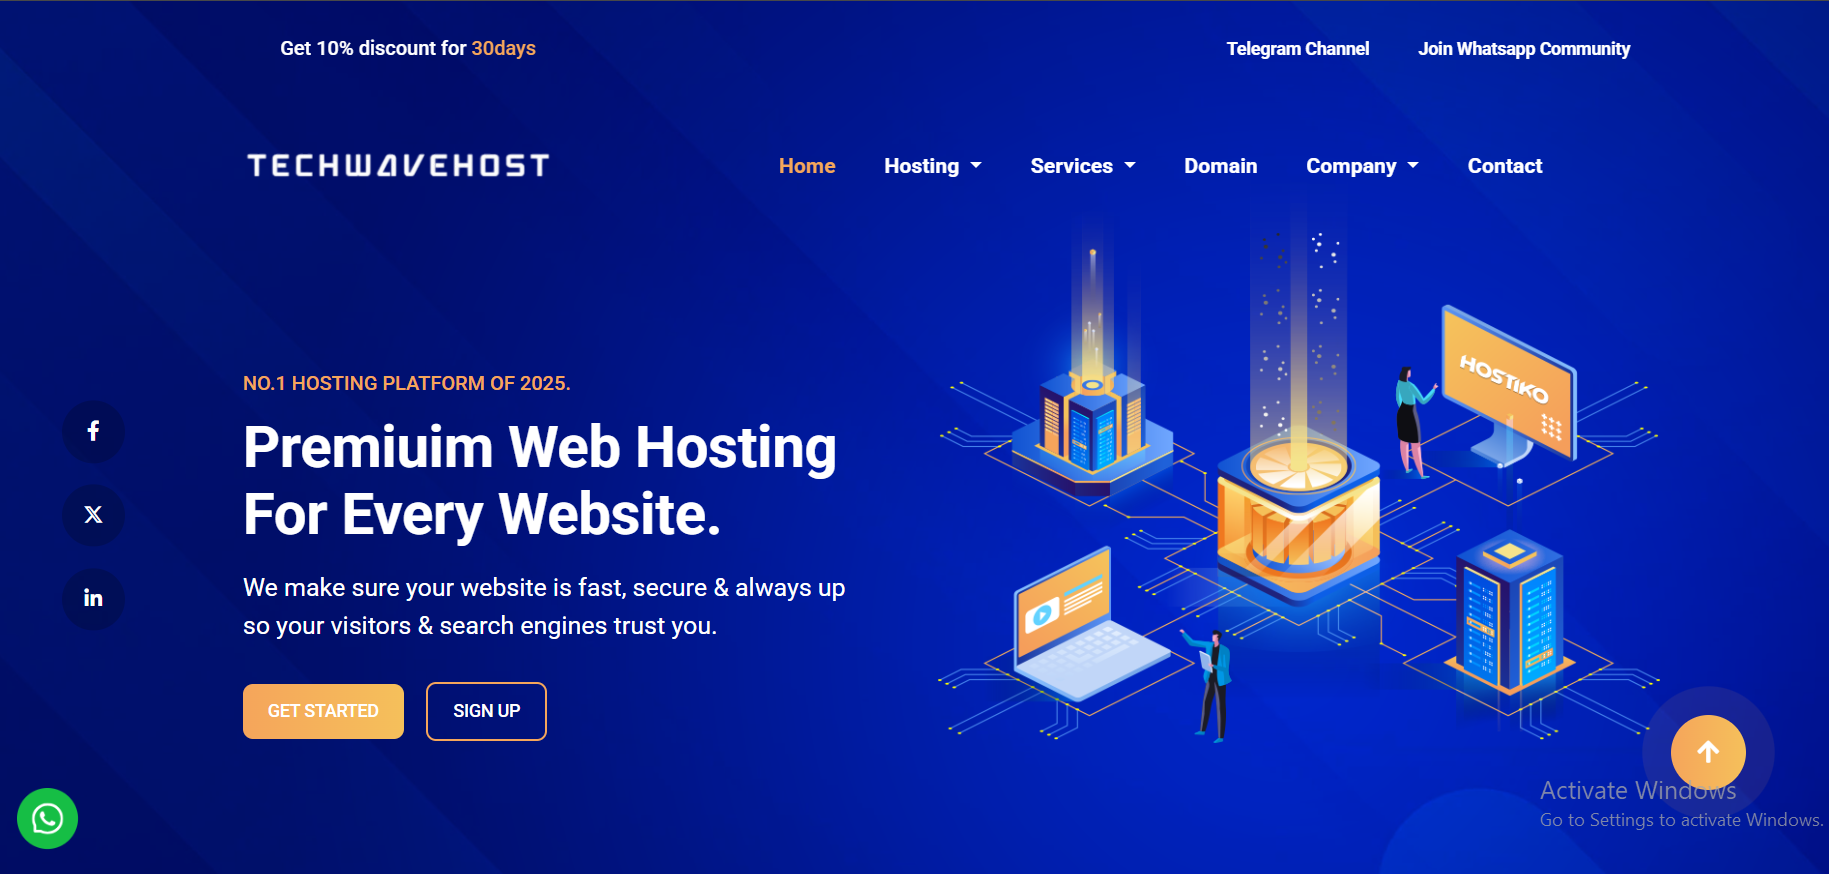 Get 10% discount for 30days
Telegram Channel
Join Whatsapp Community
TECHWAVEHOST
Home
Hosting
Services
Domain
Company
Contact
HOSTIKO
NO.1 HOSTING PLATFORM OF 2025.
Premiuim Web Hosting
For Every Website.
We make sure your website is fast, secure & always up
so your visitors & search engines trust you.
GET STARTED
SIGN UP
Activate Windows
Go to Settings to activate Windows.